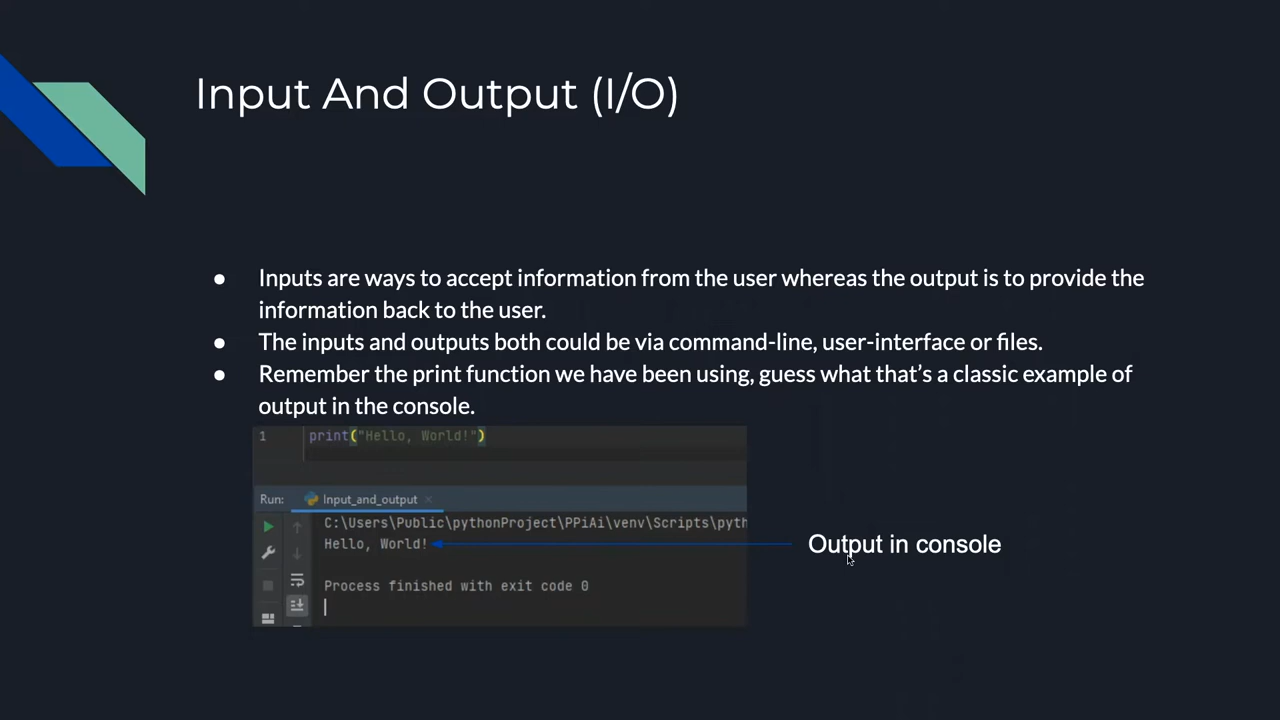 Input And Output (I/O)
● Inputs are ways to accept information from the user whereas the output is to provide the
information back to the user.
● The inputs and outputs both could be via command-line, user-interface or files.
● Remember the print function we have been using, guess what that’s a classic example of
output in the console.
1 print("Hello, World!")
Run: Input_and_output ×
C:\Users\Public\pythonProject\PPiAi\venv\Scripts\pyth
Hello, World!
Output in console
Process finished with exit code 0